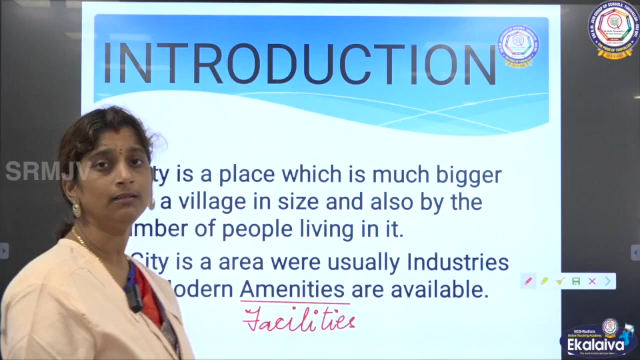 INTRODUCTION
SRMJV
ity is a place which is much bigger
a village in size and also by the
mber of people living in it.
City is a area were usually Industries
odern Amenities are available.
Facilities
Ekalaiva